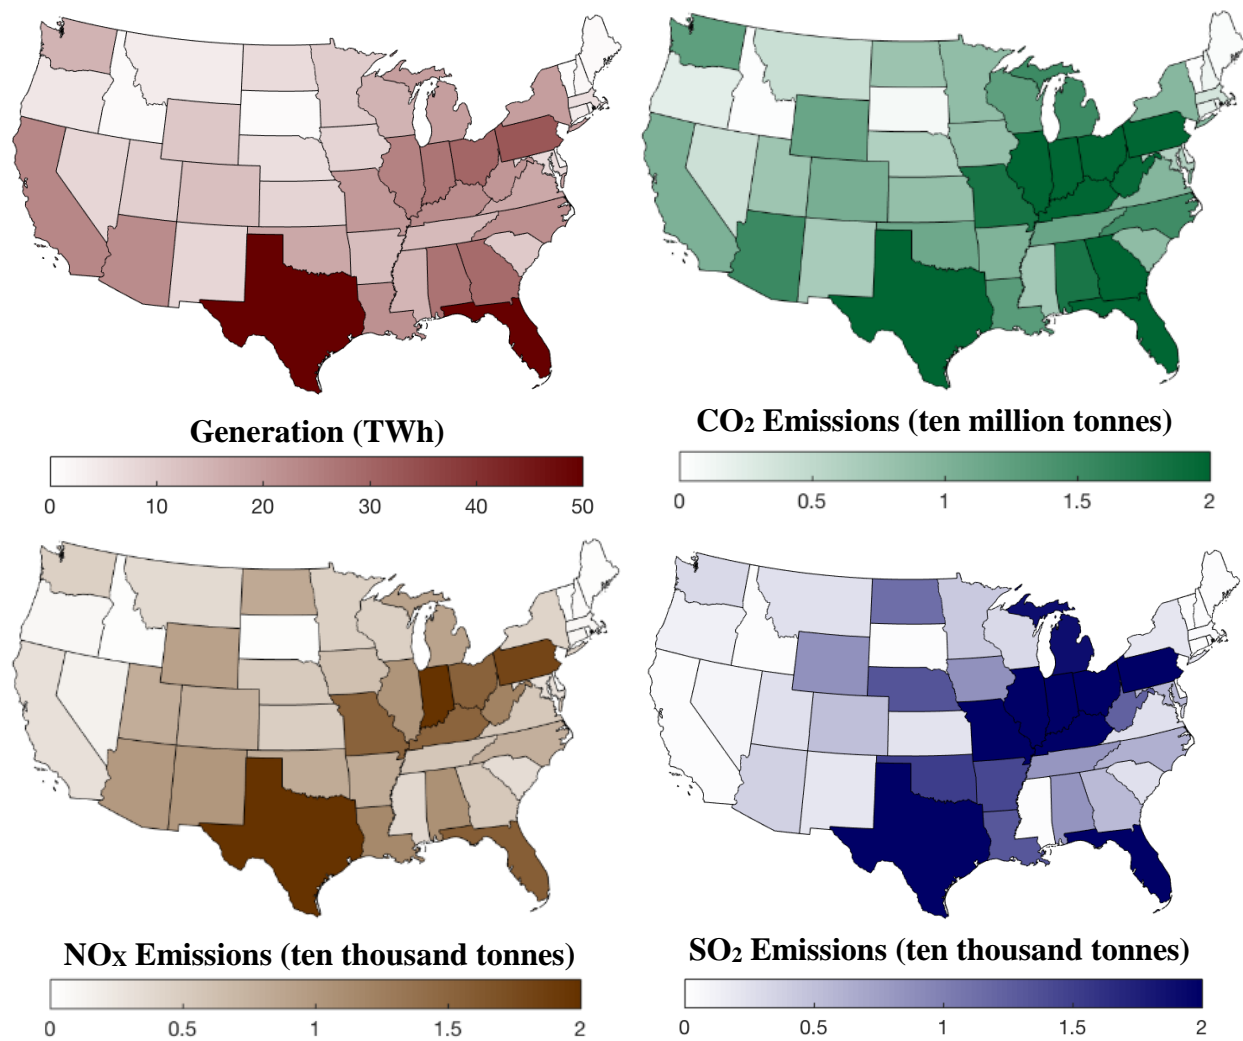 Generation (TWh)
0 10 20 30 40 50
CO₂ Emissions (ten million tonnes)
0 0.5 1 1.5 2
NOx Emissions (ten thousand tonnes)
0 0.5 1 1.5 2
SO₂ Emissions (ten thousand tonnes)
0 0.5 1 1.5 2